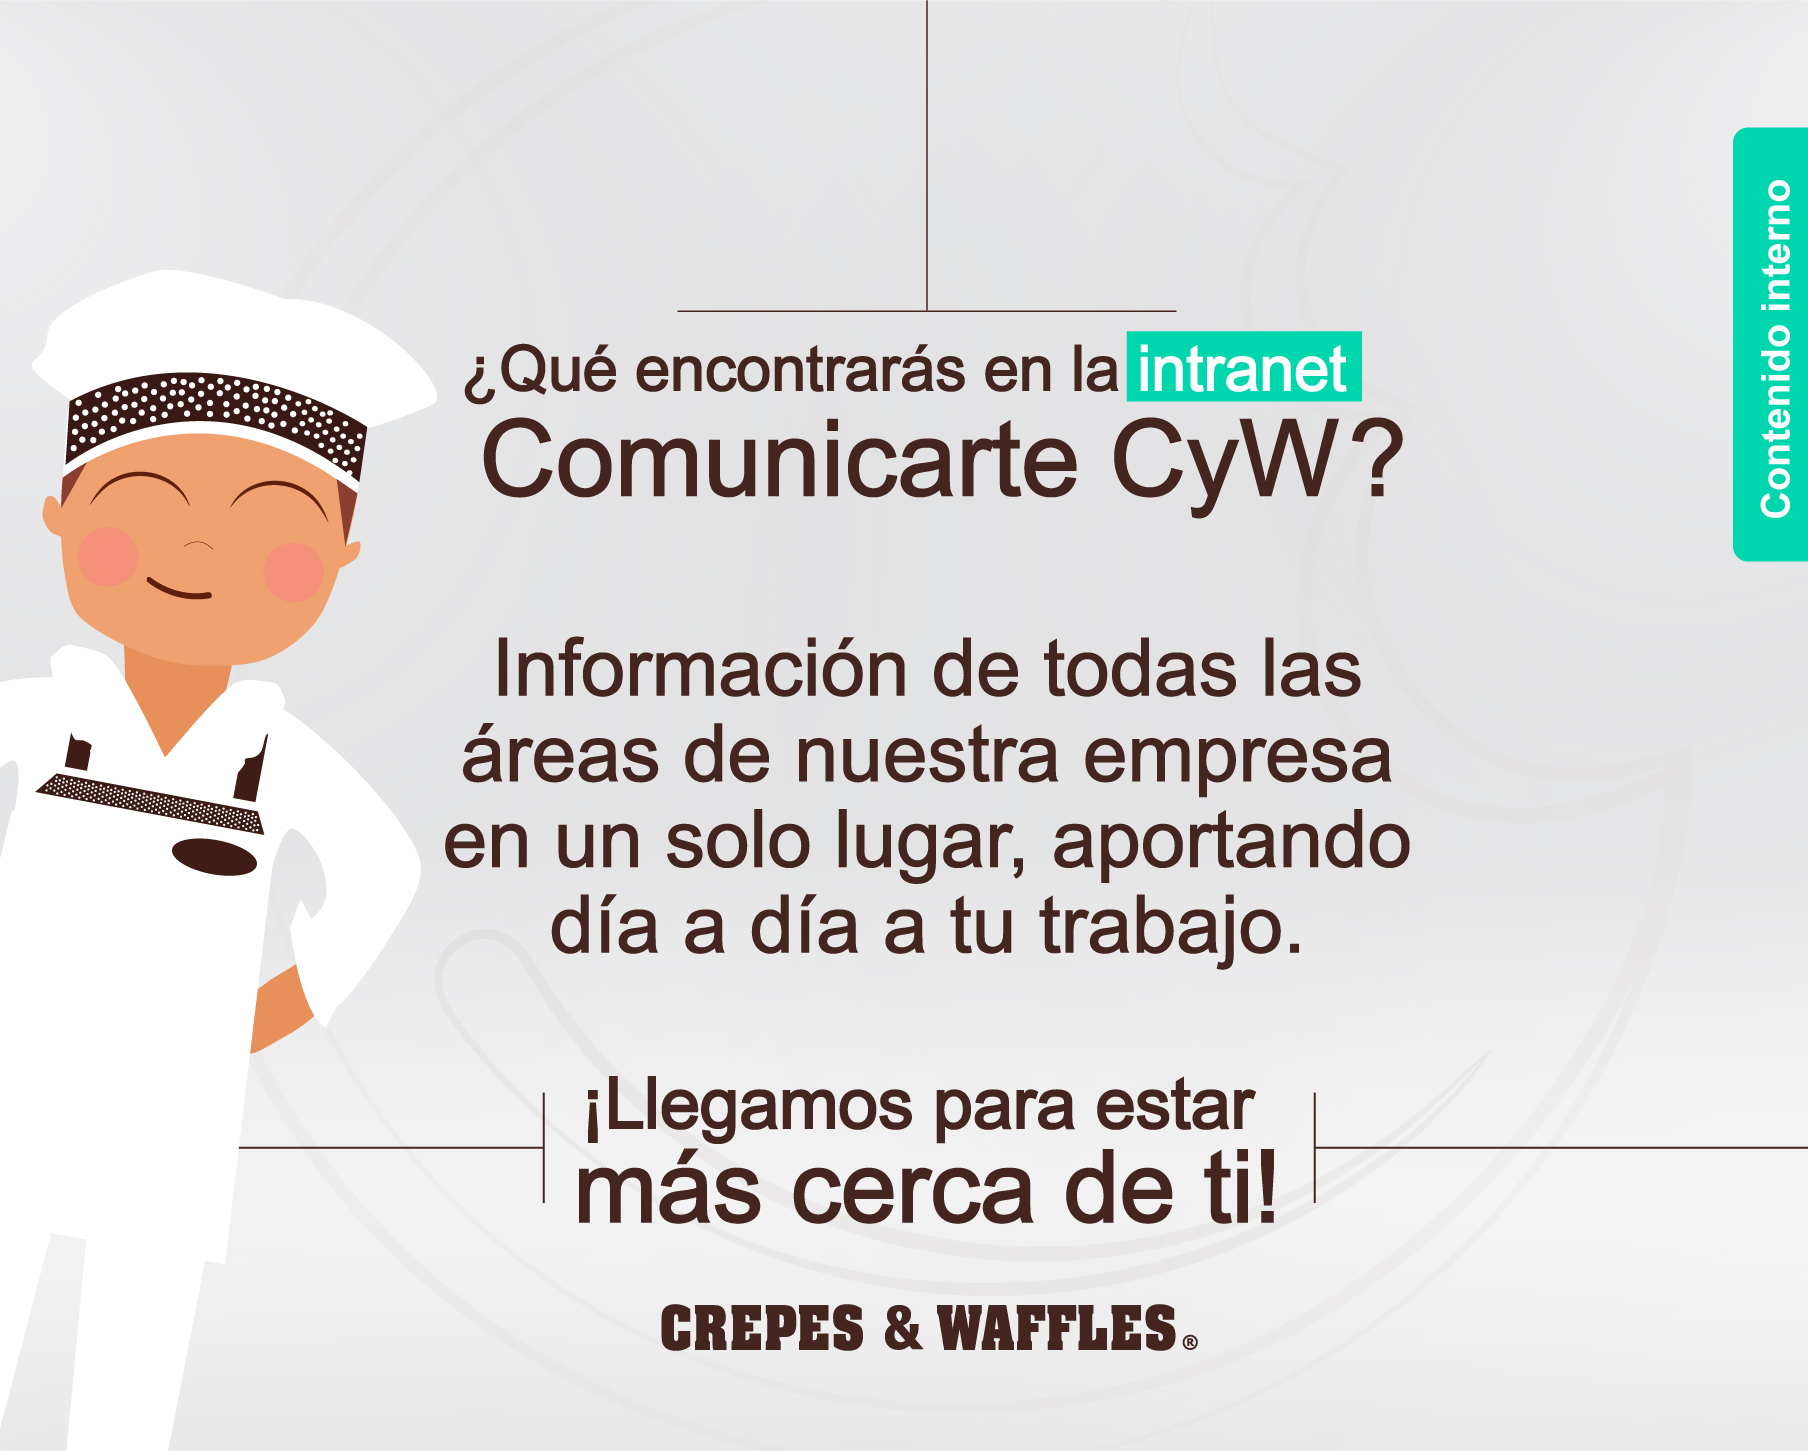 Contenido interno
¿Qué encontrarás en la intranet
Comunicarte CyW?
Información de todas las
áreas de nuestra empresa
en un solo lugar, aportando
día a día a tu trabajo.
¡Llegamos para estar
más cerca de ti!
CREPES & WAFFLES®